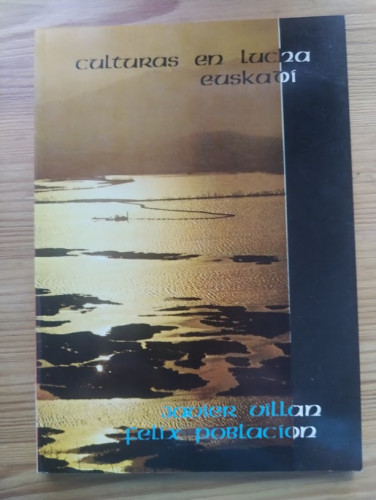 culturas en lucha
euskadi
javier villan
felix poblacion